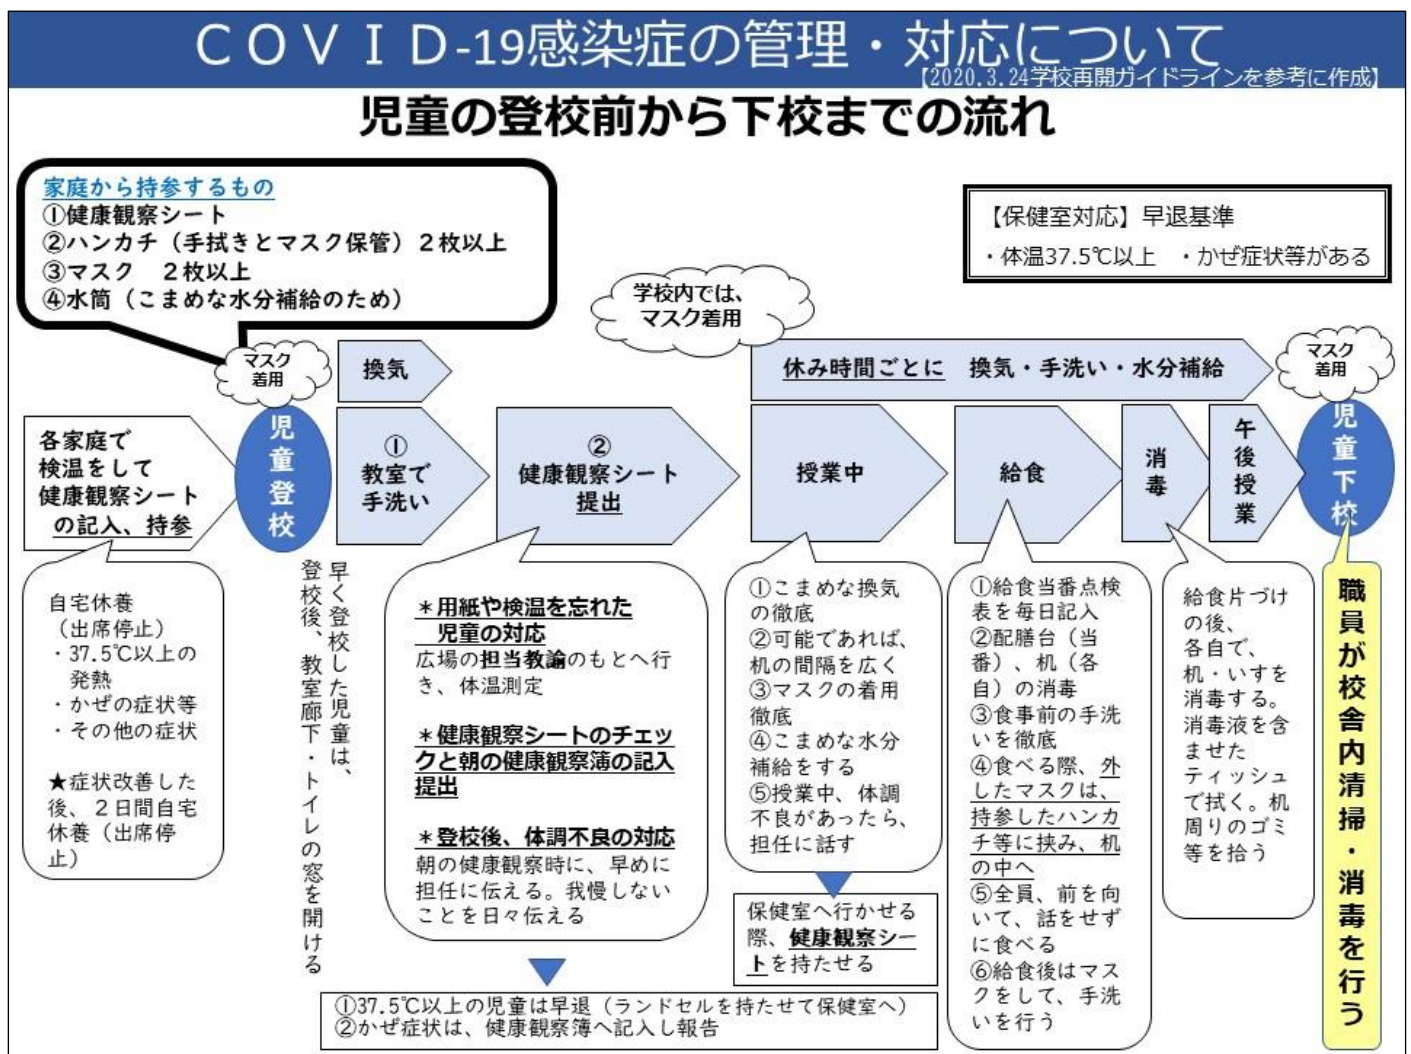 ＣＯＶＩＤ-19感染症の管理・対応について
【2020.3.24学校再開ガイドラインを参考に作成】
児童の登校前から下校までの流れ
家庭から持参するもの
①健康観察シート
②ハンカチ（手拭きとマスク保管）２枚以上
③マスク　２枚以上
④水筒（こまめな水分補給のため）
【保健室対応】早退基準
・体温37.5℃以上　・かぜ症状等がある
学校内では、
マスク着用
マスク
着用
換気
休み時間ごとに　換気・手洗い・水分補給
マスク
着用
各家庭で
検温をして
健康観察シート
の記入、持参
児童登校
①
教室で
手洗い
②
健康観察シート
提出
授業中
給食
消毒
午後授業
児童下校
自宅休養
（出席停止）
・37.5℃以上の
発熱
・かぜの症状等
・その他の症状
★症状改善した
後、２日間自宅
休養（出席停
止）
早く登校した児童は、
登校後、教室廊下・トイレの窓を開ける
＊用紙や検温を忘れた
児童の対応
広場の担当教諭のもとへ行
き、体温測定
＊健康観察シートのチェッ
クと朝の健康観察簿の記入
提出
＊登校後、体調不良の対応
朝の健康観察時に、早めに
担任に伝える。我慢しない
ことを日々伝える
①37.5℃以上の児童は早退（ランドセルを持たせて保健室へ）
②かぜ症状は、健康観察簿へ記入し報告
①こまめな換気
の徹底
②可能であれば、
机の間隔を広く
③マスクの着用
徹底
④こまめな水分
補給をする
⑤授業中、体調
不良があったら、
担任に話す
保健室へ行かせる
際、健康観察シー
トを持たせる
①給食当番点検
表を毎日記入
②配膳台（当
番）、机（各
自）の消毒
③食事前の手洗
いを徹底
④食べる際、外
したマスクは、
持参したハンカ
チ等に挟み、机
の中へ
⑤全員、前を向
いて、話をせず
に食べる
⑥給食後はマス
クをして、手洗
いを行う
給食片づけ
の後、
各自で、
机・いすを
消毒する。
消毒液を含
ませた
ティッシュ
で拭く。机
周りのゴミ
等を拾う
職員が校舎内清掃・消毒を行う